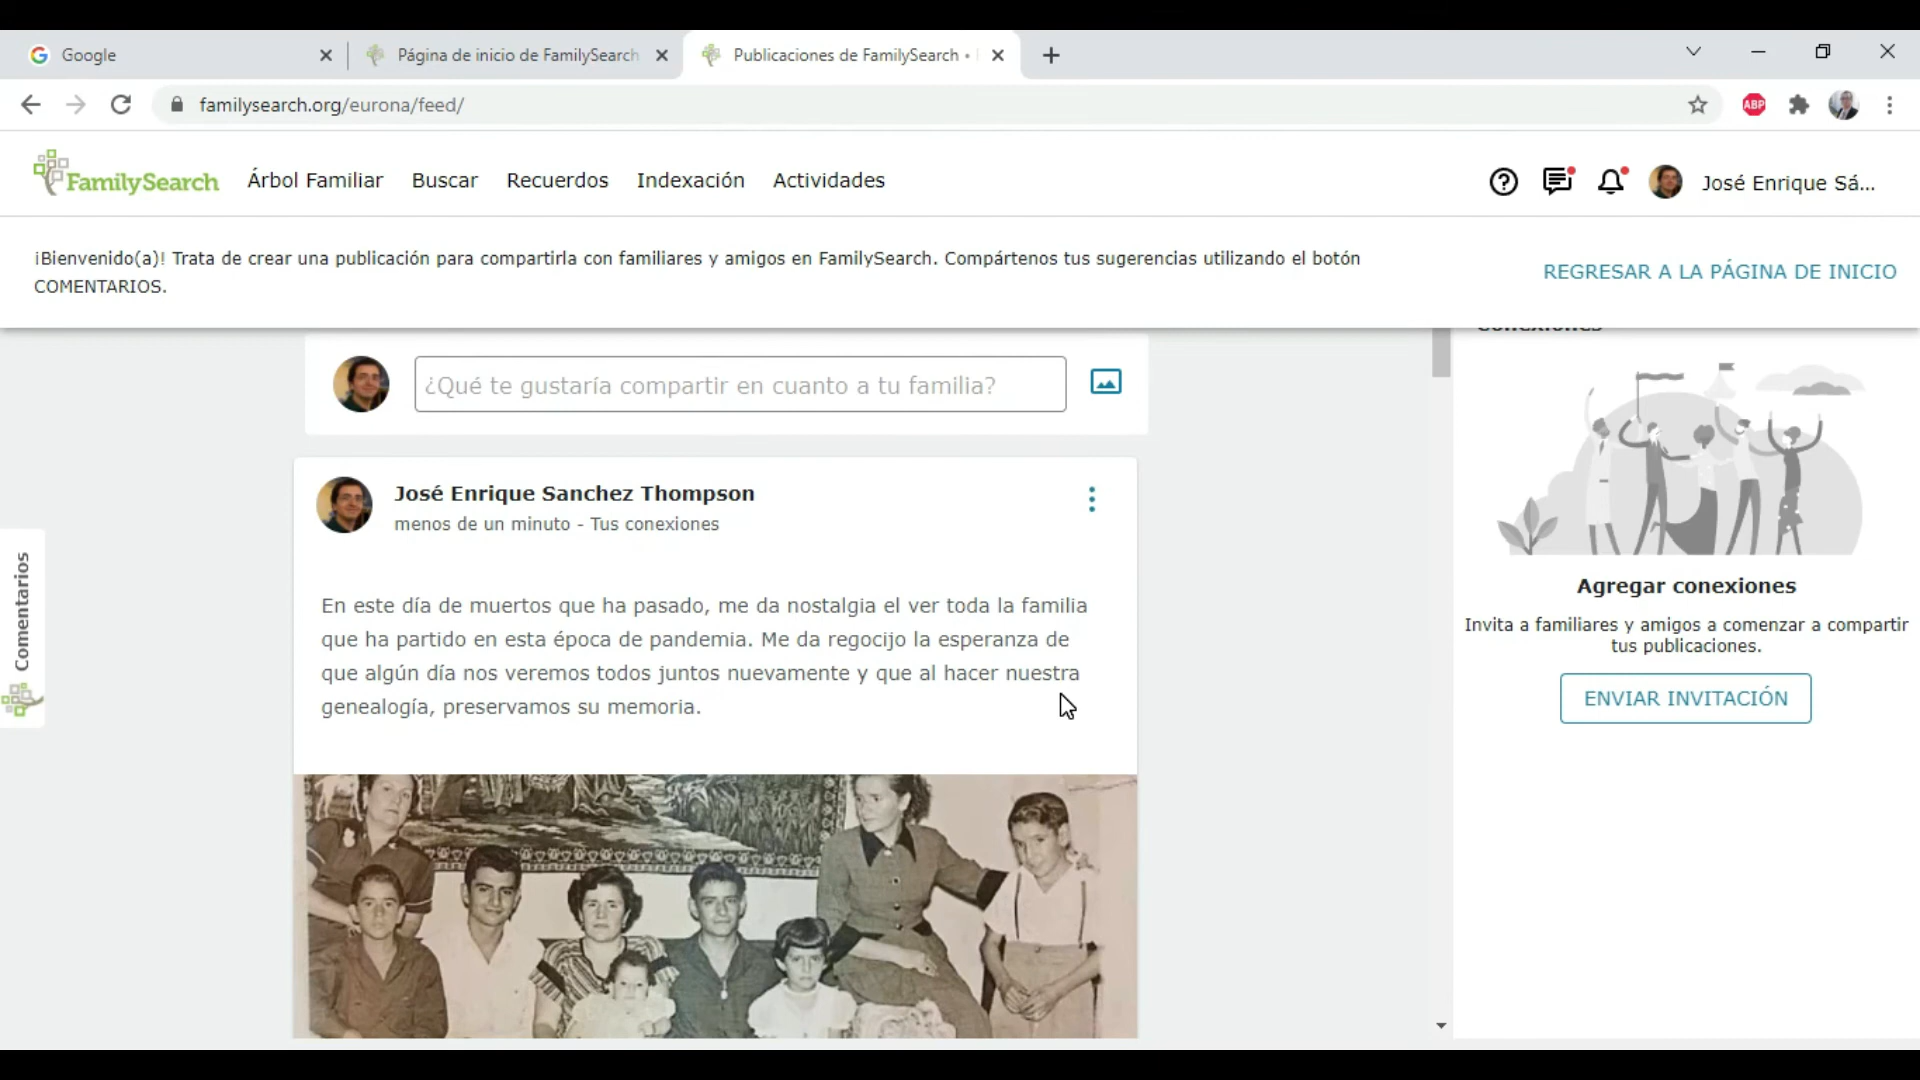 Google
Página de inicio de FamilySearch
Publicaciones de FamilySearch •
familysearch.org/eurona/feed/
ABP
FamilySearch
Árbol Familiar
Buscar
Recuerdos
Indexación
Actividades
José Enrique Sá...
¡Bienvenido(a)! Trata de crear una publicación para compartirla con familiares y amigos en FamilySearch. Compártenos tus sugerencias utilizando el botón
COMENTARIOS.
REGRESAR A LA PÁGINA DE INICIO
Conexiones
¿Qué te gustaría compartir en cuanto a tu familia?
José Enrique Sanchez Thompson
menos de un minuto - Tus conexiones
Comentarios
En este día de muertos que ha pasado, me da nostalgia el ver toda la familia
que ha partido en esta época de pandemia. Me da regocijo la esperanza de
que algún día nos veremos todos juntos nuevamente y que al hacer nuestra
genealogía, preservamos su memoria.
Agregar conexiones
Invita a familiares y amigos a comenzar a compartir
tus publicaciones.
ENVIAR INVITACIÓN